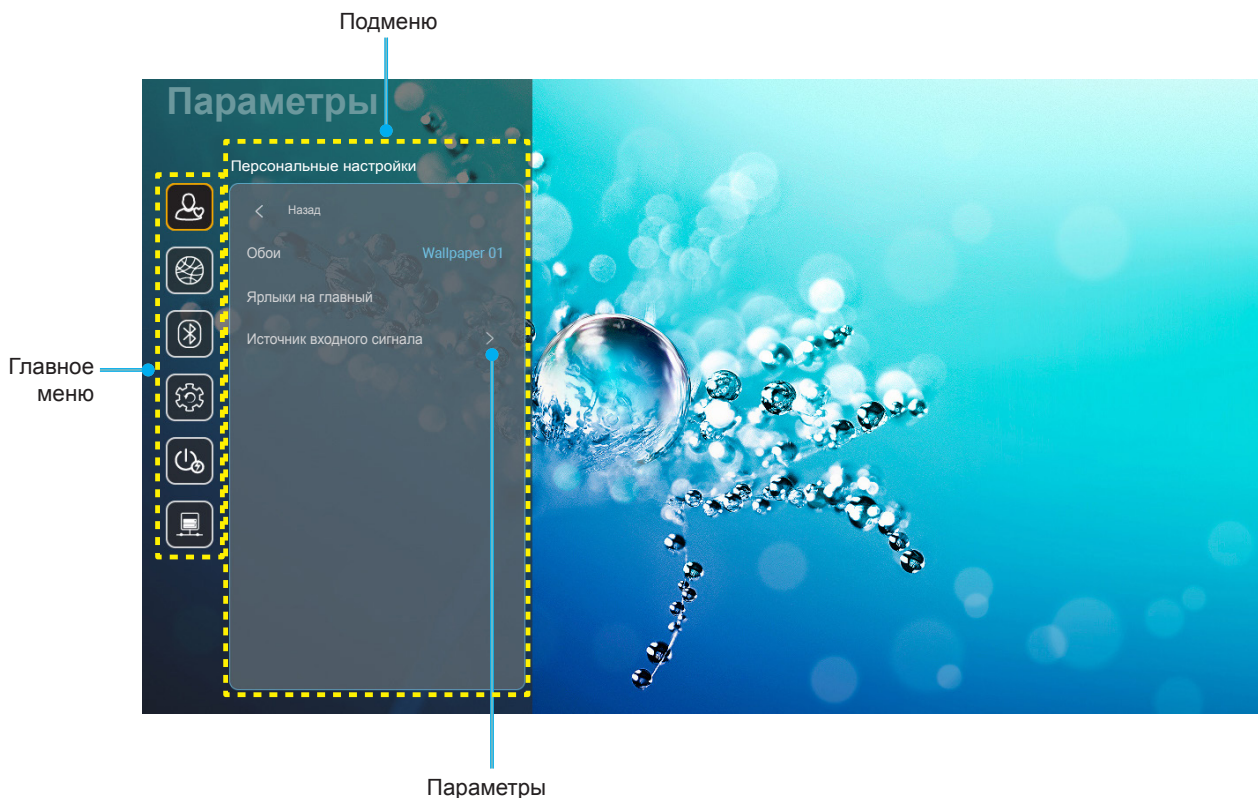 Подменю
Параметры
Персональные настройки
Назад
Обои Wallpaper 01
Ярлыки на главный
Источник входного сигнала
Главное
меню
Параметры